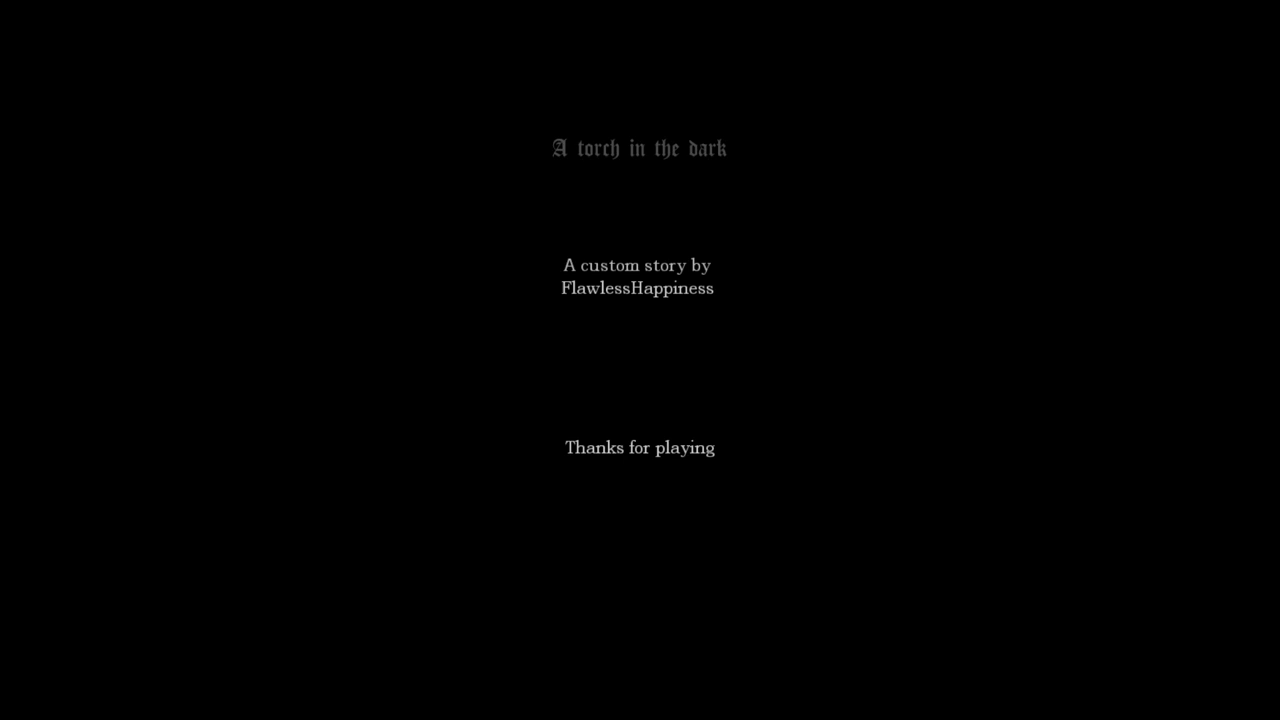 A torch in the dark
A custom story by
FlawlessHappiness
Thanks for playing